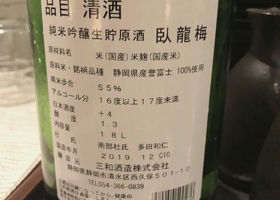 品目 清酒
純米吟醸生貯原酒 臥龍梅
原材料名 米(国産)米麹(国産米)
原料米・銘柄品種 静岡県産誉富士100%使用
精米歩合 55%
アルコール分 16度以上17度未満
日本酒度 +4
酸度 1.3
容量 1.8L
杜氏 南部杜氏 多田和仁
製造年月 2019 12 C1O
製造元 三和酒造株式会社
静岡県静岡市清水区西久保501-10
TEL054-366-0839